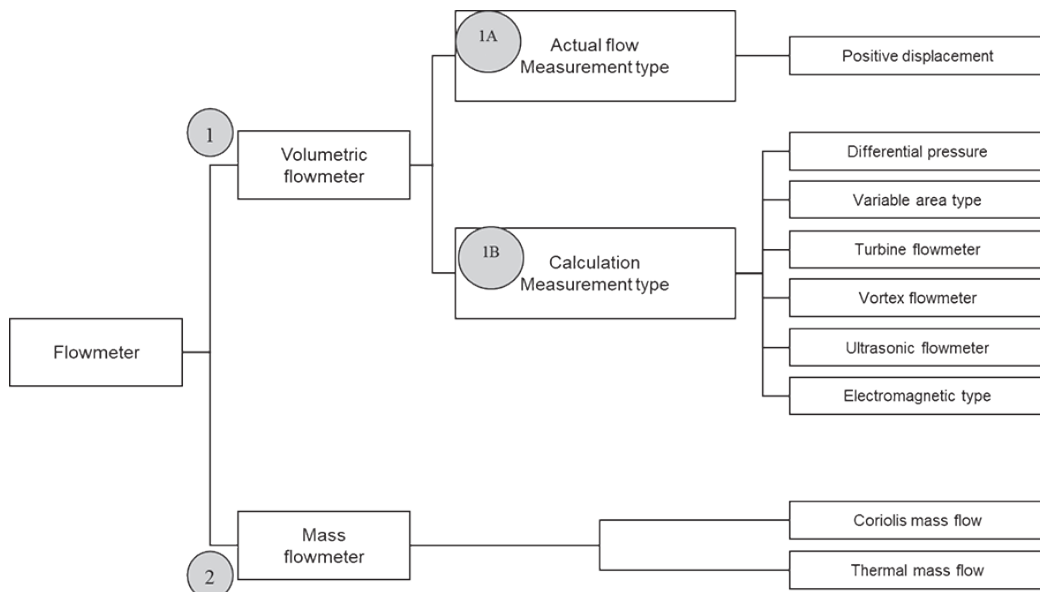 1A
Actual flow
Measurement type
Positive displacement
1
Volumetric
flowmeter
Differential pressure
Variable area type
Turbine flowmeter
1B
Calculation
Measurement type
Vortex flowmeter
Flowmeter
Ultrasonic flowmeter
Electromagnetic type
Mass
flowmeter
2
Coriolis mass flow
Thermal mass flow